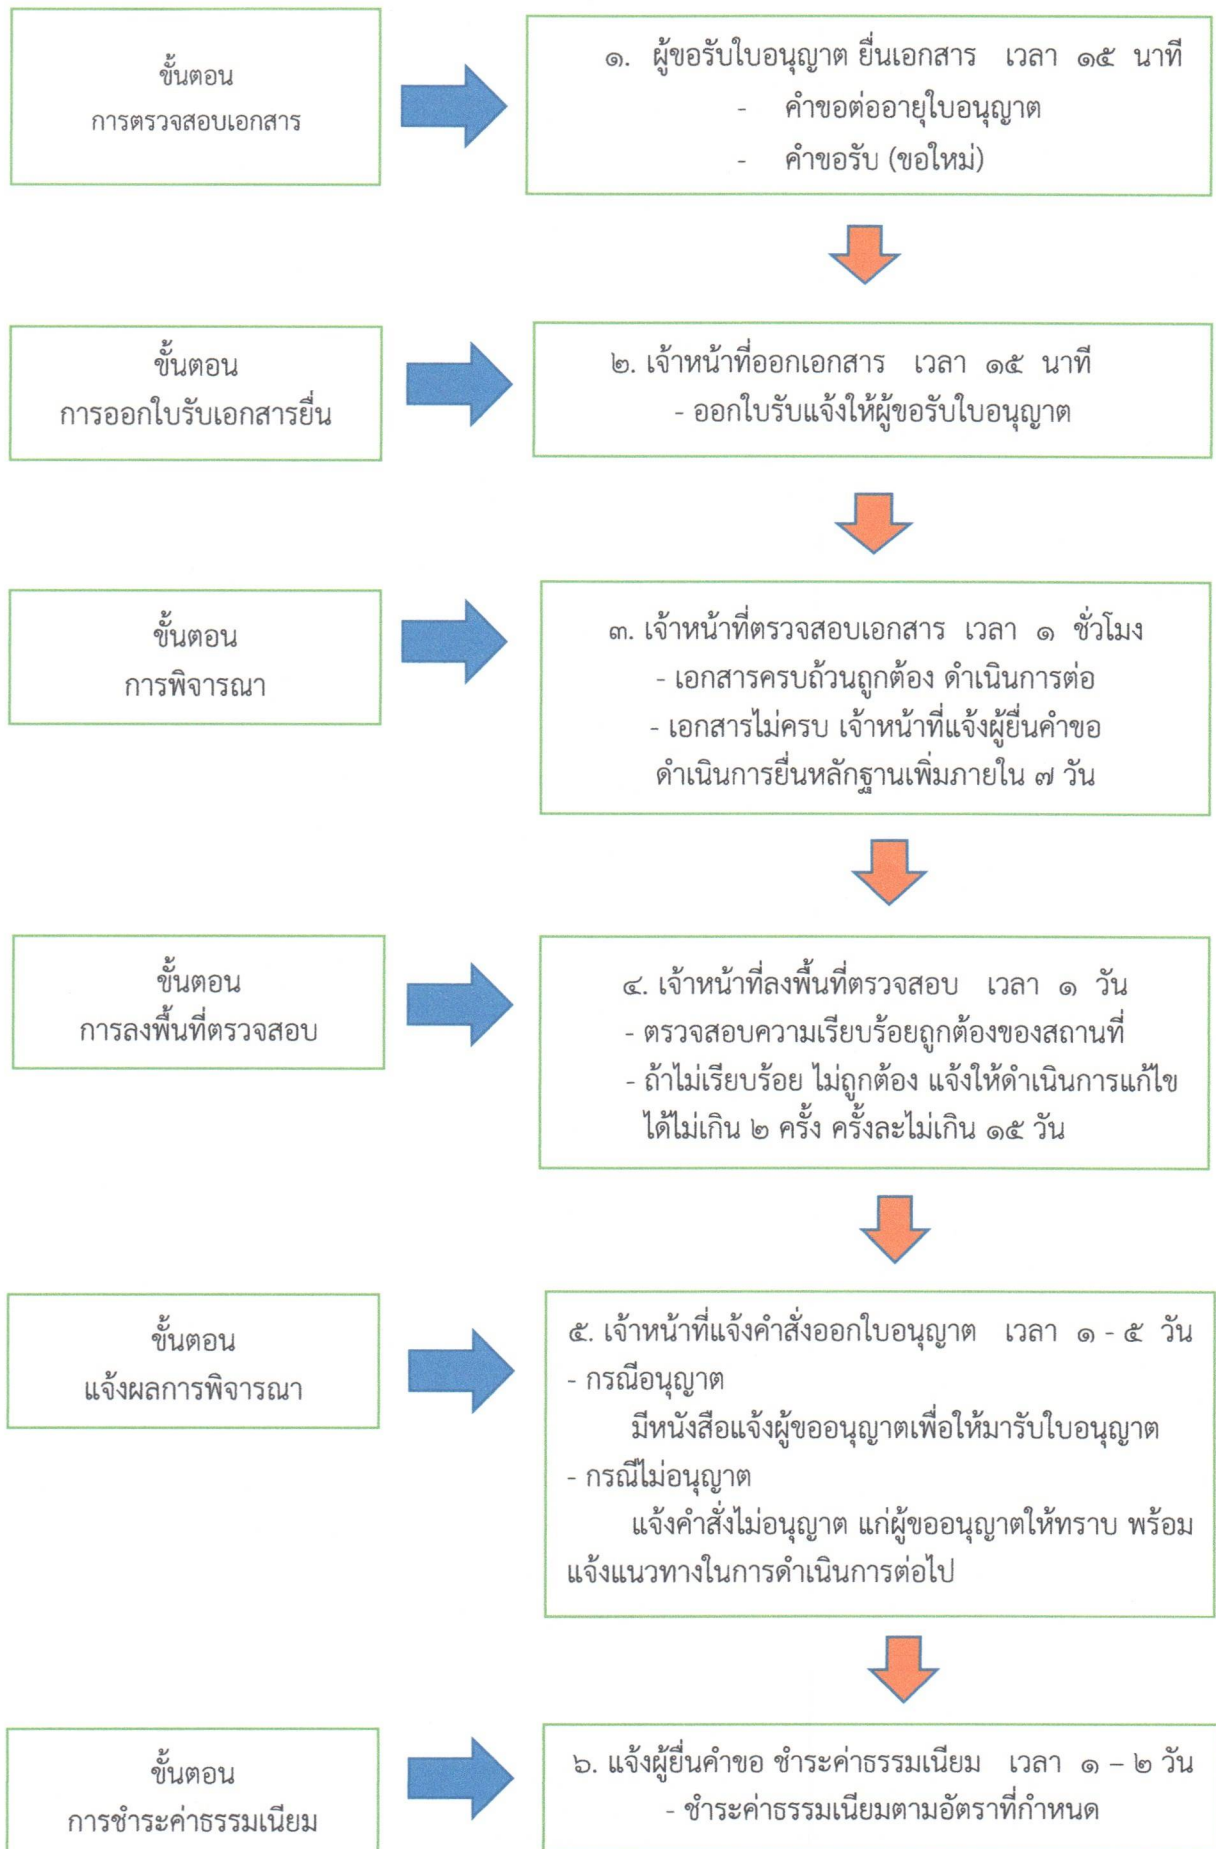 ขั้นตอน
การตรวจสอบเอกสาร
๑. ผู้ขอรับใบอนุญาต ยื่นเอกสาร เวลา ๑๕ นาที
- คำขอต่ออายุใบอนุญาต
- คำขอรับ (ขอใหม่)
ขั้นตอน
การออกใบรับเอกสารยื่น
๒. เจ้าหน้าที่ออกเอกสาร เวลา ๑๕ นาที
- ออกใบรับแจ้งให้ผู้ขอรับใบอนุญาต
ขั้นตอน
การพิจารณา
๓. เจ้าหน้าที่ตรวจสอบเอกสาร เวลา ๑ ชั่วโมง
- เอกสารครบถ้วนถูกต้อง ดำเนินการต่อ
- เอกสารไม่ครบ เจ้าหน้าที่แจ้งผู้ยื่นคำขอ
ดำเนินการยื่นหลักฐานเพิ่มภายใน ๗ วัน
ขั้นตอน
การลงพื้นที่ตรวจสอบ
๔. เจ้าหน้าที่ลงพื้นที่ตรวจสอบ เวลา ๑ วัน
- ตรวจสอบความเรียบร้อยถูกต้องของสถานที่
- ถ้าไม่เรียบร้อย ไม่ถูกต้อง แจ้งให้ดำเนินการแก้ไข
ได้ไม่เกิน ๒ ครั้ง ครั้งละไม่เกิน ๑๕ วัน
ขั้นตอน
แจ้งผลการพิจารณา
๕. เจ้าหน้าที่แจ้งคำสั่งออกใบอนุญาต เวลา ๑ - ๕ วัน
- กรณีอนุญาต
มีหนังสือแจ้งผู้ขออนุญาตเพื่อให้มารับใบอนุญาต
- กรณีไม่อนุญาต
แจ้งคำสั่งไม่อนุญาต แก่ผู้ขออนุญาตให้ทราบ พร้อม
แจ้งแนวทางในการดำเนินการต่อไป
ขั้นตอน
การชำระค่าธรรมเนียม
๖. แจ้งผู้ยื่นคำขอ ชำระค่าธรรมเนียม เวลา ๑ – ๒ วัน
- ชำระค่าธรรมเนียมตามอัตราที่กำหนด